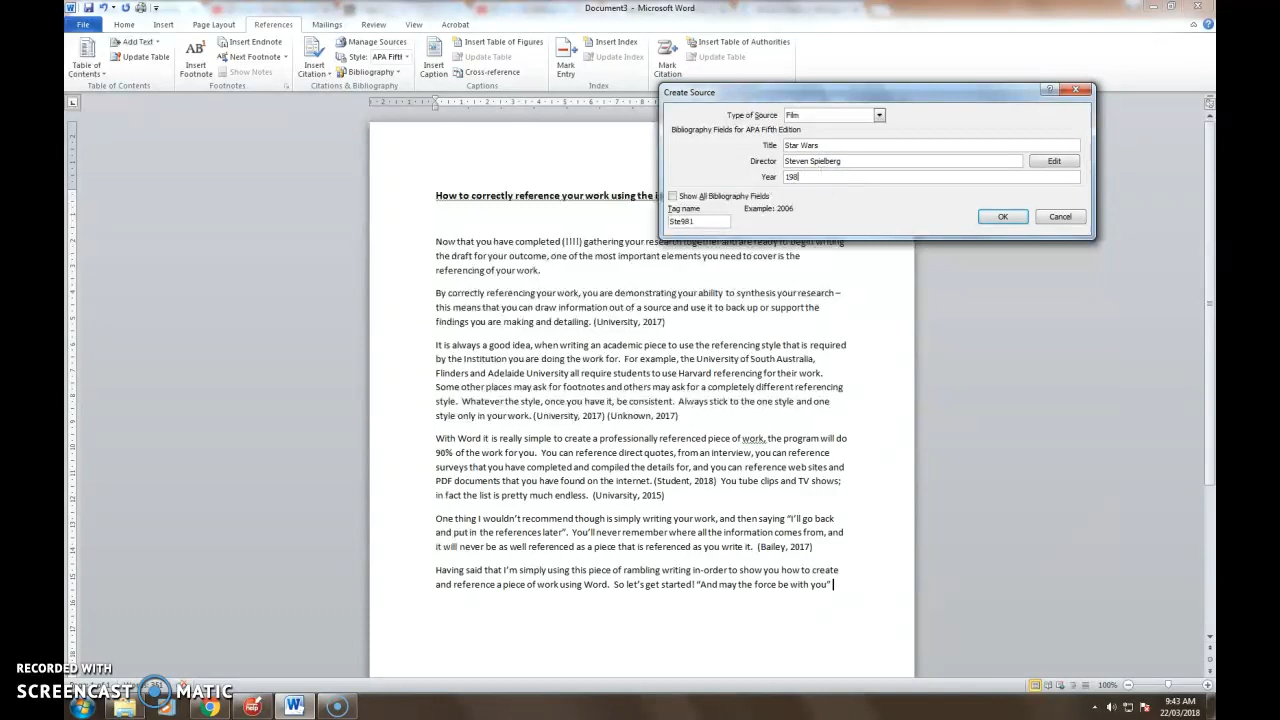 Document3 - Microsoft Word
File Home Insert Page Layout References Mailings Review View Acrobat
Table of Contents
Add Text
Update Table
Table of Contents
AB¹
Insert Footnote
Insert Endnote
Next Footnote
Show Notes
Footnotes
Insert Citation
Manage Sources
Style: APA Fifth
Bibliography
Citations & Bibliography
Insert Caption
Insert Table of Figures
Update Table
Cross-reference
Captions
Mark Entry
Insert Index
Update Index
Index
Mark Citation
Insert Table of Authorities
Update Table
Create Source
Type of Source Film
Bibliography Fields for APA Fifth Edition
Title Star Wars
Director Steven Spielberg Edit
Year 198
Show All Bibliography Fields
Tag name Example: 2006
Ste981
OK Cancel
How to correctly reference your work using the i
Now that you have completed (!!!!) gathering your research together and are ready to begin writing
the draft for your outcome, one of the most important elements you need to cover is the
referencing of your work.
By correctly referencing your work, you are demonstrating your ability to synthesis your research –
this means that you can draw information out of a source and use it to back up or support the
findings you are making and detailing. (University, 2017)
It is always a good idea, when writing an academic piece to use the referencing style that is required
by the Institution you are doing the work for. For example, the University of South Australia,
Flinders and Adelaide University all require students to use Harvard referencing for their work.
Some other places may ask for footnotes and others may ask for a completely different referencing
style. Whatever the style, once you have it, be consistent. Always stick to the one style and one
style only in your work. (University, 2017) (Unknown, 2017)
With Word it is really simple to create a professionally referenced piece of work, the program will do
90% of the work for you. You can reference direct quotes, from an interview, you can reference
surveys that you have completed and compiled the details for, and you can reference web sites and
PDF documents that you have found on the internet. (Student, 2018) You tube clips and TV shows;
in fact the list is pretty much endless. (Univarsity, 2015)
One thing I wouldn't recommend though is simply writing your work, and then saying “I'll go back
and put in the references later”. You'll never remember where all the information comes from, and
it will never be as well referenced as a piece that is referenced as you write it. (Bailey, 2017)
Having said that I'm simply using this piece of rambling writing in-order to show you how to create
and reference a piece of work using Word. So let's get started! “And may the force be with you”
RECORDED WITH
SCREENCAST MATIC
100%
9:43 AM
22/03/2018